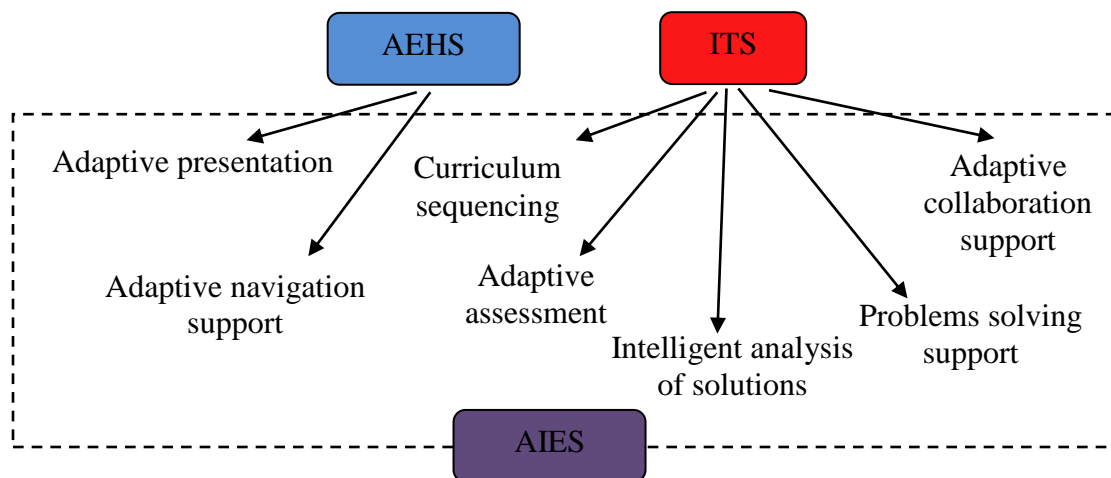 AEHS
ITS
Adaptive presentation
Curriculum
sequencing
Adaptive
collaboration
support
Adaptive navigation
support
Adaptive
assessment
Problems solving
support
Intelligent analysis
of solutions
AIES